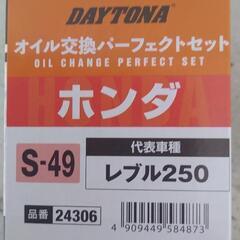 DAYTONA
オイル交換パーフェクトセット
OIL CHANGE PERFECT SET
HONDA
ホンダ
S-49
代表車種
レブル250
品番 24306
4 909449 584873